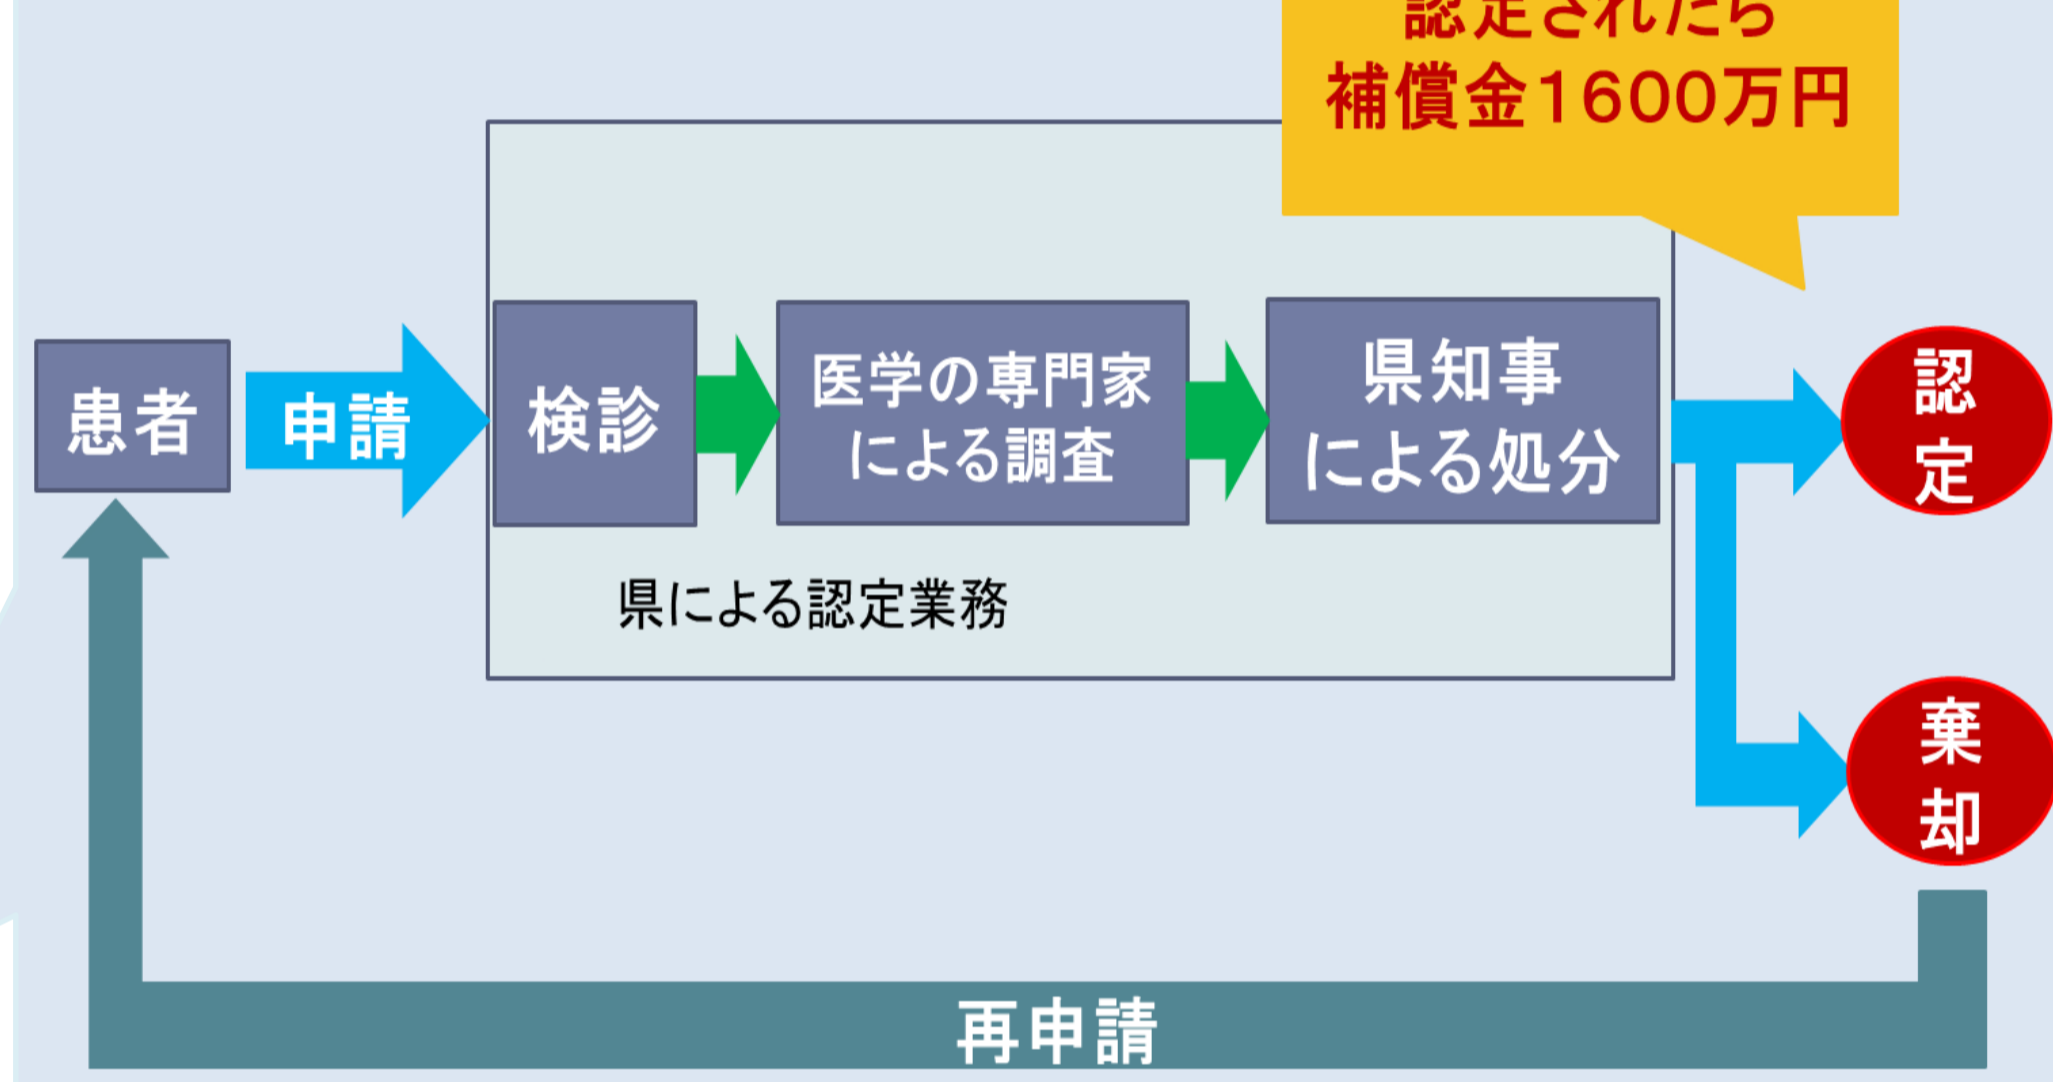 認定されたら
補償金1600万円
患者
申請
検診
医学の専門家
による調査
県知事
による処分
認
定
県による認定業務
棄
却
再申請